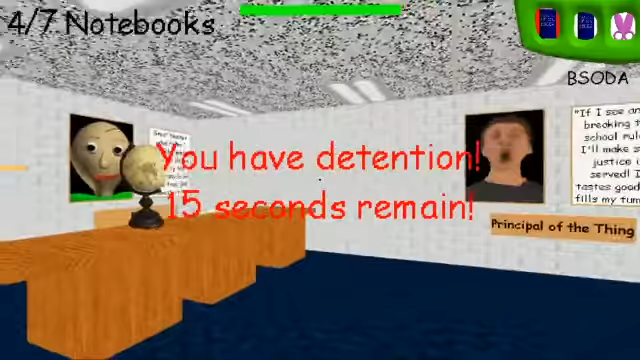 4/7 Notebooks
BSODA
"If I see an
breaking t
school rul
I'll make s
justice i
served! I
tastes good
fills my tum
You have detention!
15 seconds remain!
Principal of the Thing